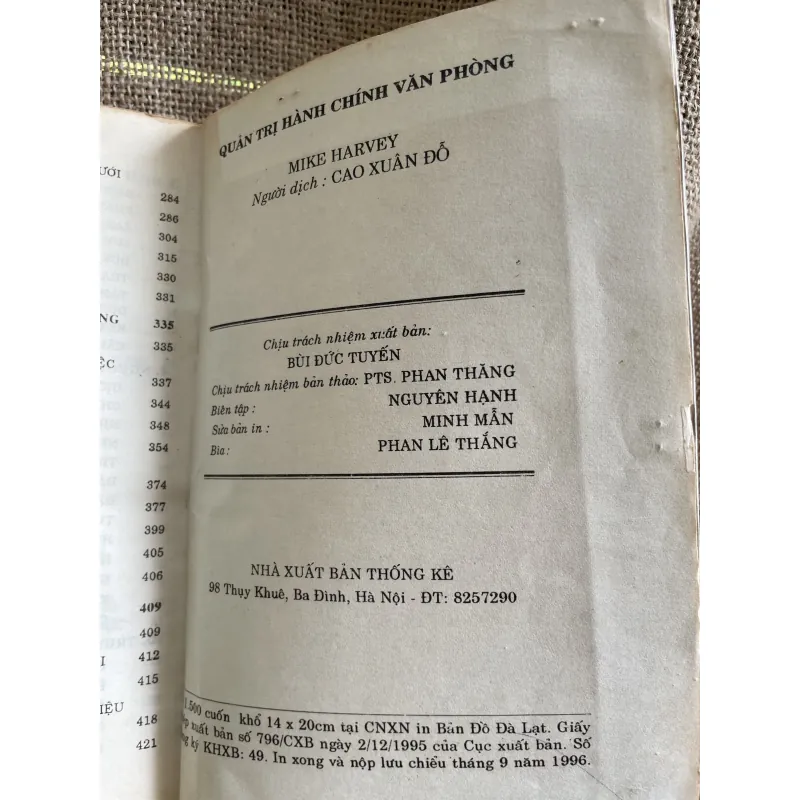 ƯỚI
284
286
304
315
330
331
NG 335
335
ỆC
337
344
348
354
374
377
399
405
406
409
409
I 412
415
IỆU
418
421
QUẢN TRỊ HÀNH CHÍNH VĂN PHÒNG
MIKE HARVEY
Người dịch : CAO XUÂN ĐỖ
Chịu trách nhiệm xuất bản:
BÙI ĐỨC TUYẾN
Chịu trách nhiệm bản thảo: PTS. PHAN THĂNG
Biên tập : NGUYÊN HẠNH
Sửa bản in : MINH MẪN
Bìa : PHAN LÊ THẮNG
NHÀ XUẤT BẢN THỐNG KÊ
98 Thụy Khuê, Ba Đình, Hà Nội - ĐT: 8257290
1.500 cuốn khổ 14 x 20cm tại CNXN in Bản Đồ Đà Lạt. Giấy
xuất bản số 796/CXB ngày 2/12/1995 của Cục xuất bản. Số
ký KHXB: 49. In xong và nộp lưu chiểu tháng 9 năm 1996.